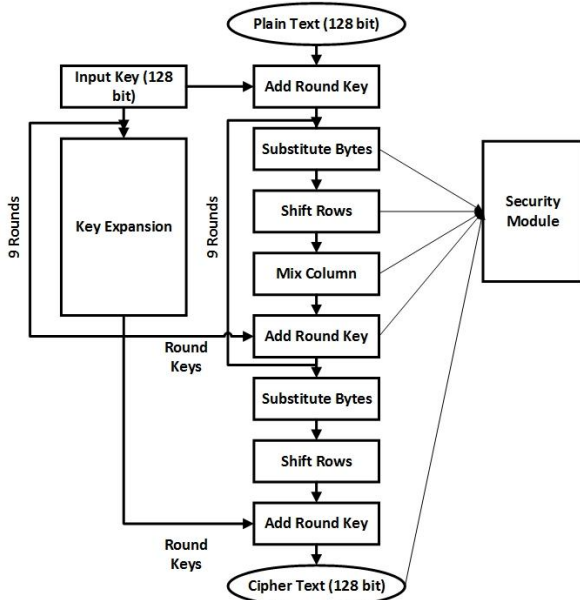 Plain Text (128 bit)
Input Key (128
bit)
Add Round Key
Substitute Bytes
Security
Module
Shift Rows
9 Rounds
Key Expansion
9 Rounds
Mix Column
Add Round Key
Round
Keys
Substitute Bytes
Shift Rows
Add Round Key
Round
Keys
Cipher Text (128 bit)